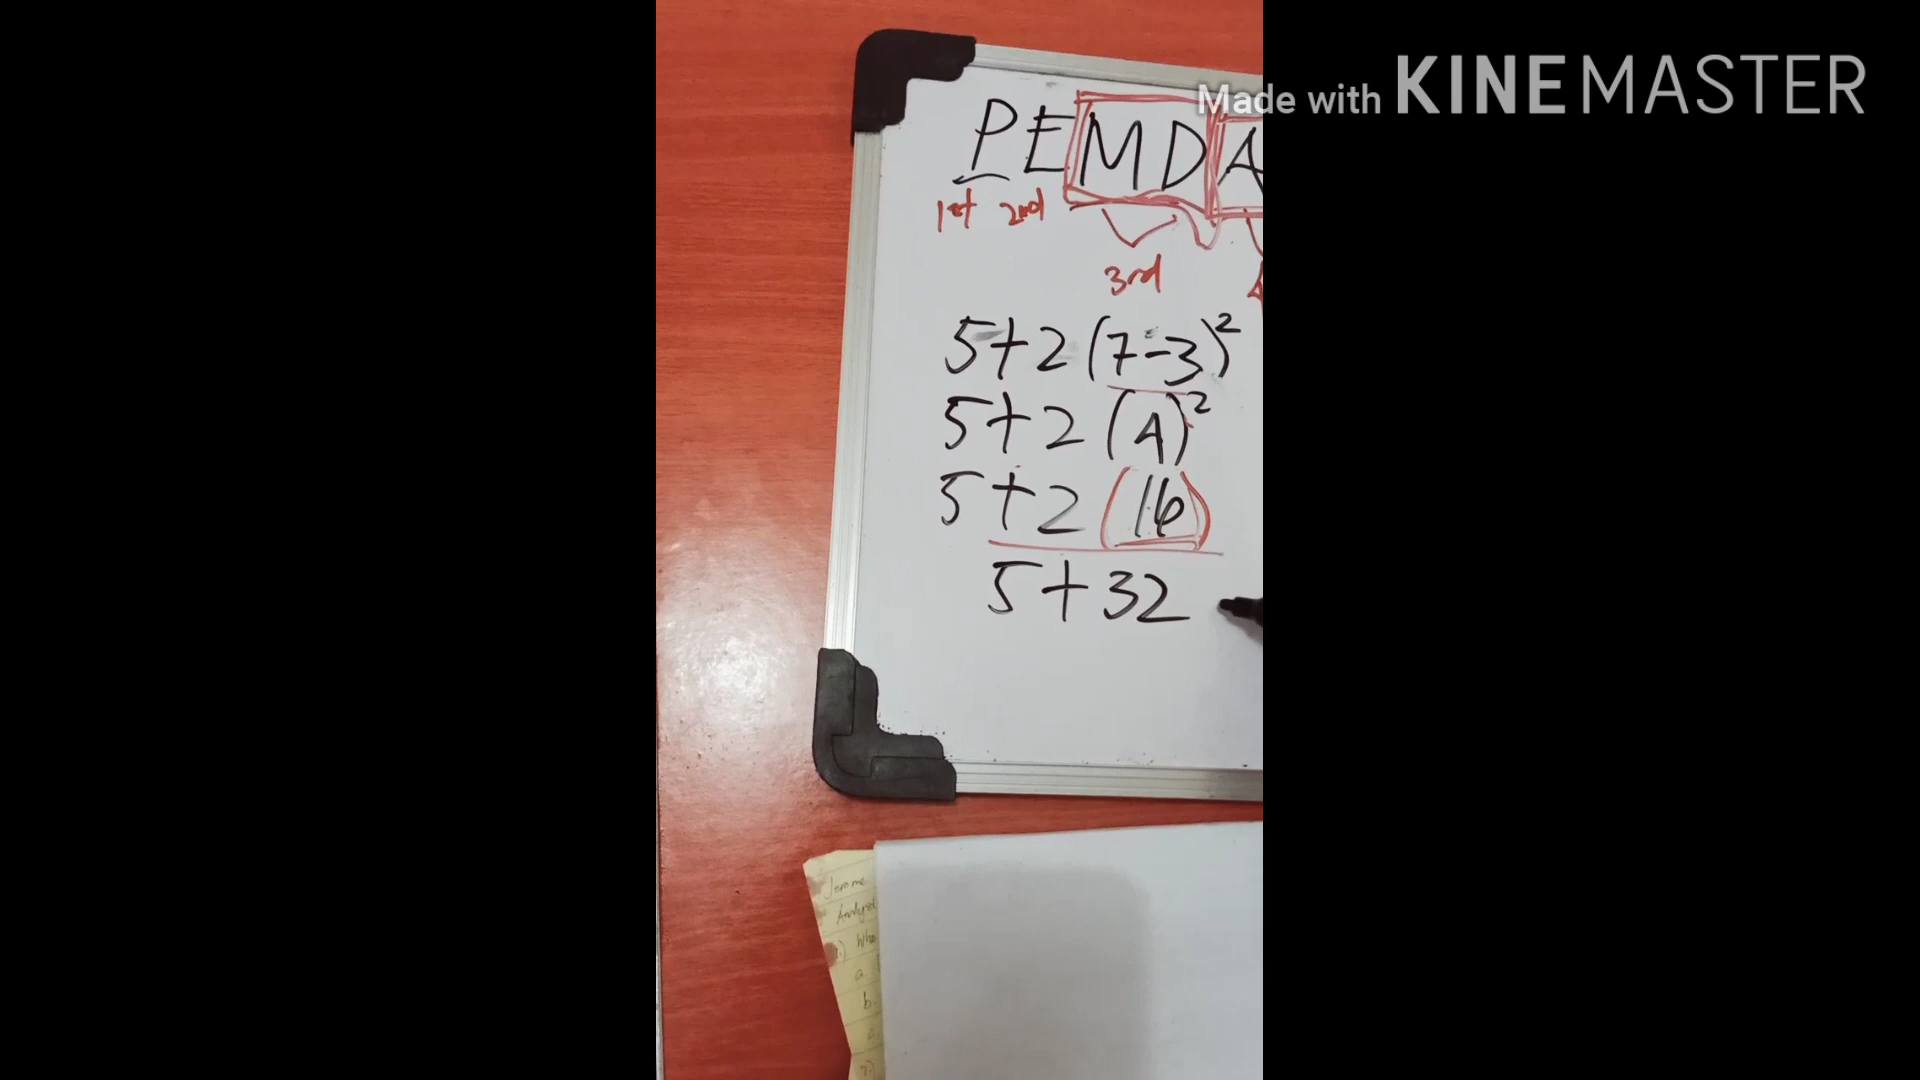 Made with KINEMASTER
PEMDA
1st 2nd
3rd
5+2(7-3)²
5+2(4)²
5+2(16)
5+32
Jerome
a.
b.